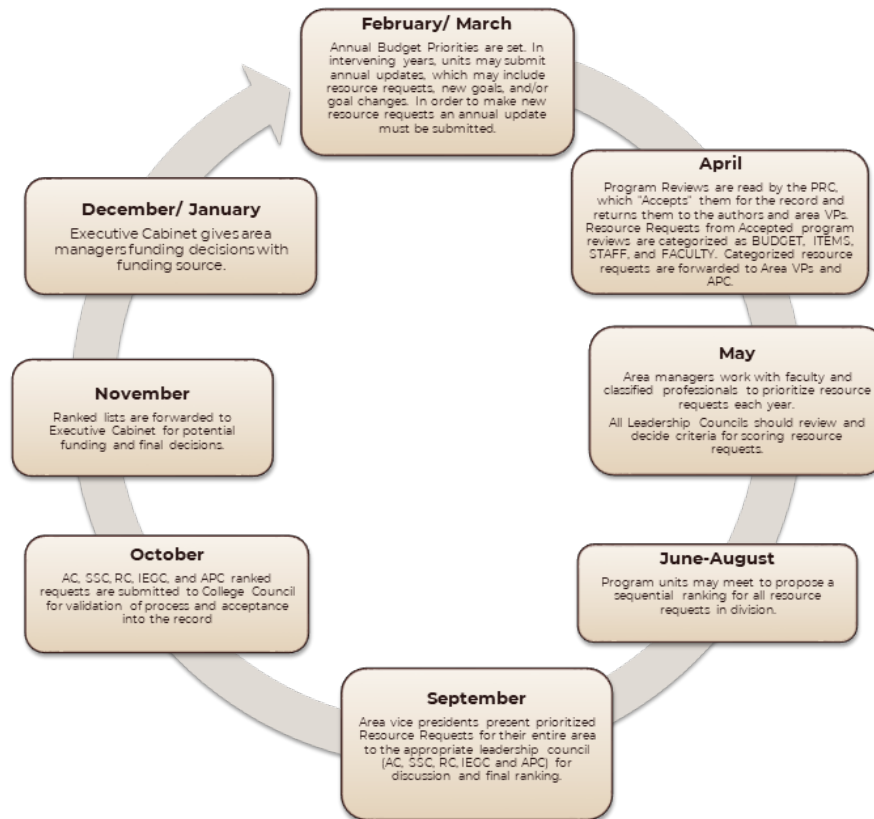 February/ March
Annual Budget Priorities are set. In
intervening years, units may submit
annual updates, which may include
resource requests, new goals, and/or
goal changes. In order to make new
resource requests an annual update
must be submitted.
April
Program Reviews are read by the PRC,
which "Accepts" them for the record and
returns them to the authors and area VPs.
Resource Requests from Accepted program
reviews are categorized as BUDGET, ITEMS,
STAFF, and FACULTY. Categorized resource
requests are forwarded to Area VPs and
APC.
May
Area managers work with faculty and
classified professionals to prioritize resource
requests each year.
All Leadership Councils should review and
decide criteria for scoring resource
requests.
June-August
Program units may meet to propose a
sequential ranking for all resource
requests in division.
September
Area vice presidents present prioritized
Resource Requests for their entire area
to the appropriate leadership council
(AC, SSC, RC, IEGC and APC) for
discussion and final ranking.
October
AC, SSC, RC, IEGC, and APC ranked
requests are submitted to College Council
for validation of process and acceptance
into the record
November
Ranked lists are forwarded to
Executive Cabinet for potential
funding and final decisions.
December/ January
Executive Cabinet gives area
managers funding decisions with
funding source.